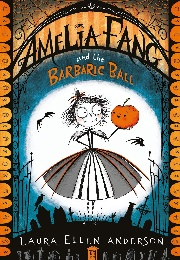 AMELIA FANG
and the
BARBARIC BALL
LAURA ELLEN ANDERSON